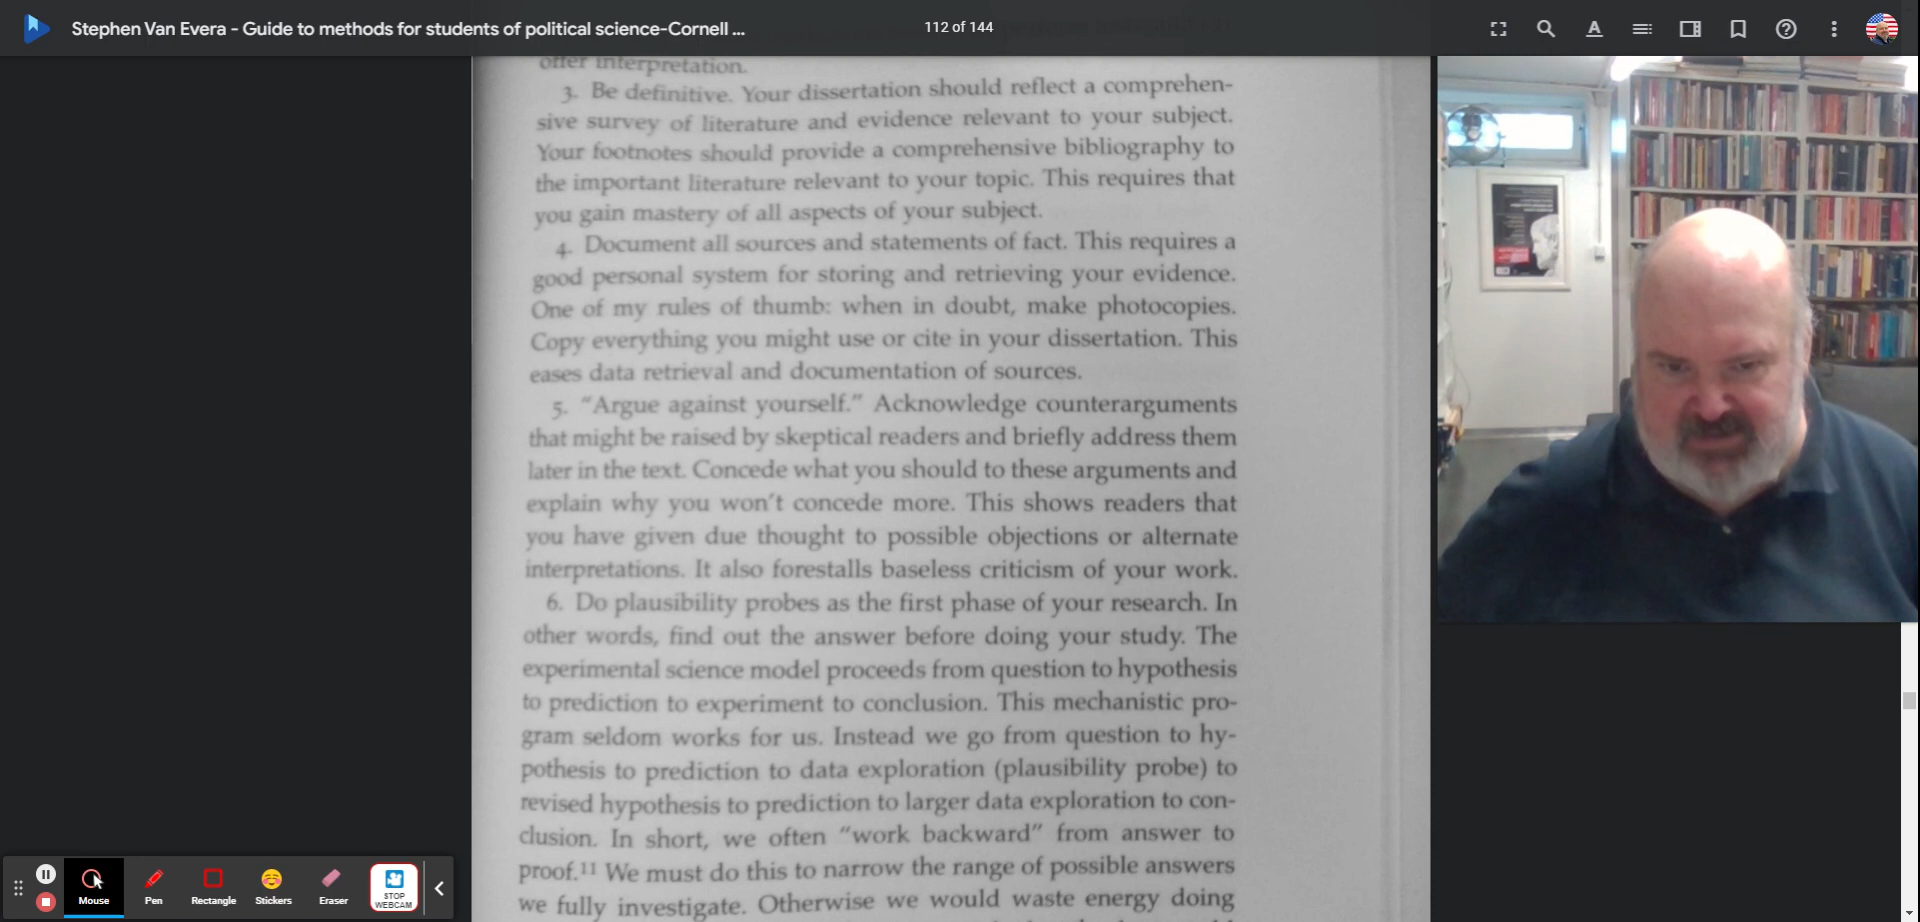 Stephen Van Evera - Guide to methods for students of political science-Cornell ...
112 of 144
offer interpretation.
3. Be definitive. Your dissertation should reflect a comprehen-
sive survey of literature and evidence relevant to your subject.
Your footnotes should provide a comprehensive bibliography to
the important literature relevant to your topic. This requires that
you gain mastery of all aspects of your subject.
4. Document all sources and statements of fact. This requires a
good personal system for storing and retrieving your evidence.
One of my rules of thumb: when in doubt, make photocopies.
Copy everything you might use or cite in your dissertation. This
eases data retrieval and documentation of sources.
5. “Argue against yourself.” Acknowledge counterarguments
that might be raised by skeptical readers and briefly address them
later in the text. Concede what you should to these arguments and
explain why you won’t concede more. This shows readers that
you have given due thought to possible objections or alternate
interpretations. It also forestalls baseless criticism of your work.
6. Do plausibility probes as the first phase of your research. In
other words, find out the answer before doing your study. The
experimental science model proceeds from question to hypothesis
to prediction to experiment to conclusion. This mechanistic pro-
gram seldom works for us. Instead we go from question to hy-
pothesis to prediction to data exploration (plausibility probe) to
revised hypothesis to prediction to larger data exploration to con-
clusion. In short, we often “work backward” from answer to
proof.11 We must do this to narrow the range of possible answers
we fully investigate. Otherwise we would waste energy doing
Mouse
Pen
Rectangle
Stickers
Eraser
STOP
WEBCAM